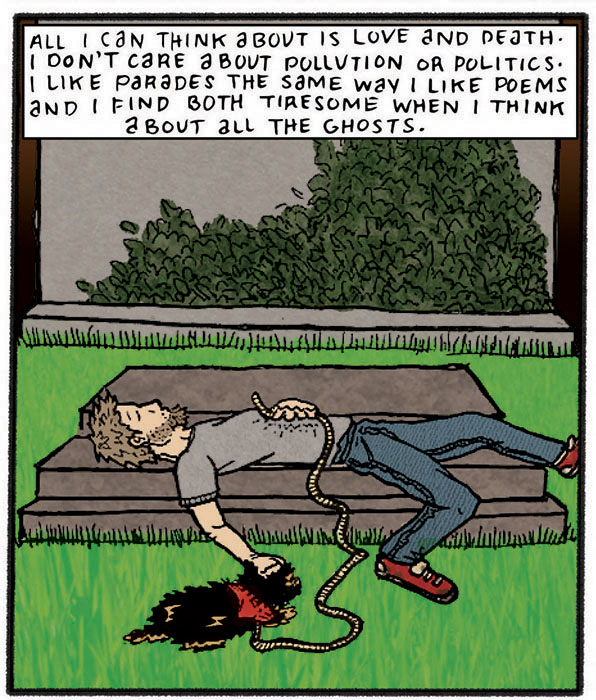 ALL I CAN THINK aBOUT IS LOVE aND DEaTH.
I DON'T CaRE aBOUT POLLUTION OR POLITICS.
I LIKE PaRaDES THE SaME WaY I LIKE POEMS
aND I FIND BOTH TIRESOME WHEN I THINK
aBOUT aLL THE GHOSTS.